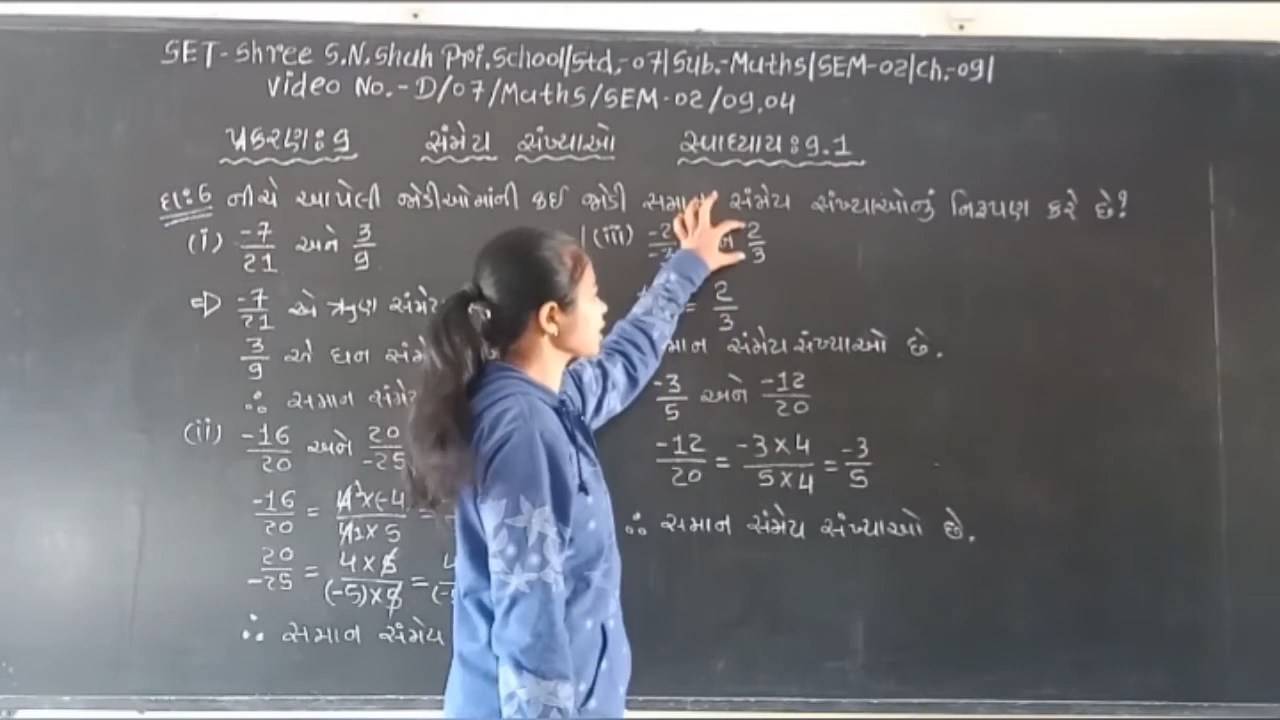 SET-Shree S.N.Shah Pri.School/Std.-07/Sub.-Maths/SEM-02/Ch.-09/
Video No.-D/07/Maths/SEM-02/09.04
પ્રકરણ:9 સંમેય સંખ્યાઓ સ્વાધ્યાય:9.1
દા:6 નીચે આપેલી જોડીઓમાંની કઈ જોડી સમાન સંમેય સંખ્યાઓનું નિરૂપણ કરે છે?
(i) -7/21 અને 3/9
⇒ -7/21 એ ઋણ સંમેય
3/9 એ ધન સંમે
∴ સમાન સંમે
(ii) -16/20 અને 20/-25
-16/20 = 4×(-4/4×5 =
20/-25 = 4×5/(-5)×5 =
∴ સમાન સંમેય
(iii) -2/-3 2/3
= 2/3
સંમેય સંખ્યાઓ છે.
-3/5 અને -12/20
-12/20 = -3×4/5×4 = -3/5
∴ સમાન સંમેય સંખ્યાઓ છે.